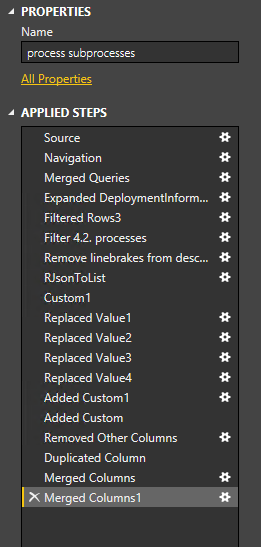 PROPERTIES
Name
process subprocesses
All Properties
APPLIED STEPS
Source
Navigation
Merged Queries
Expanded DeploymentInform...
Filtered Rows3
Filter 4.2. processes
Remove linebrakes from desc...
RJsonToList
Custom1
Replaced Value1
Replaced Value2
Replaced Value3
Replaced Value4
Added Custom1
Added Custom
Removed Other Columns
Duplicated Column
Merged Columns
Merged Columns1